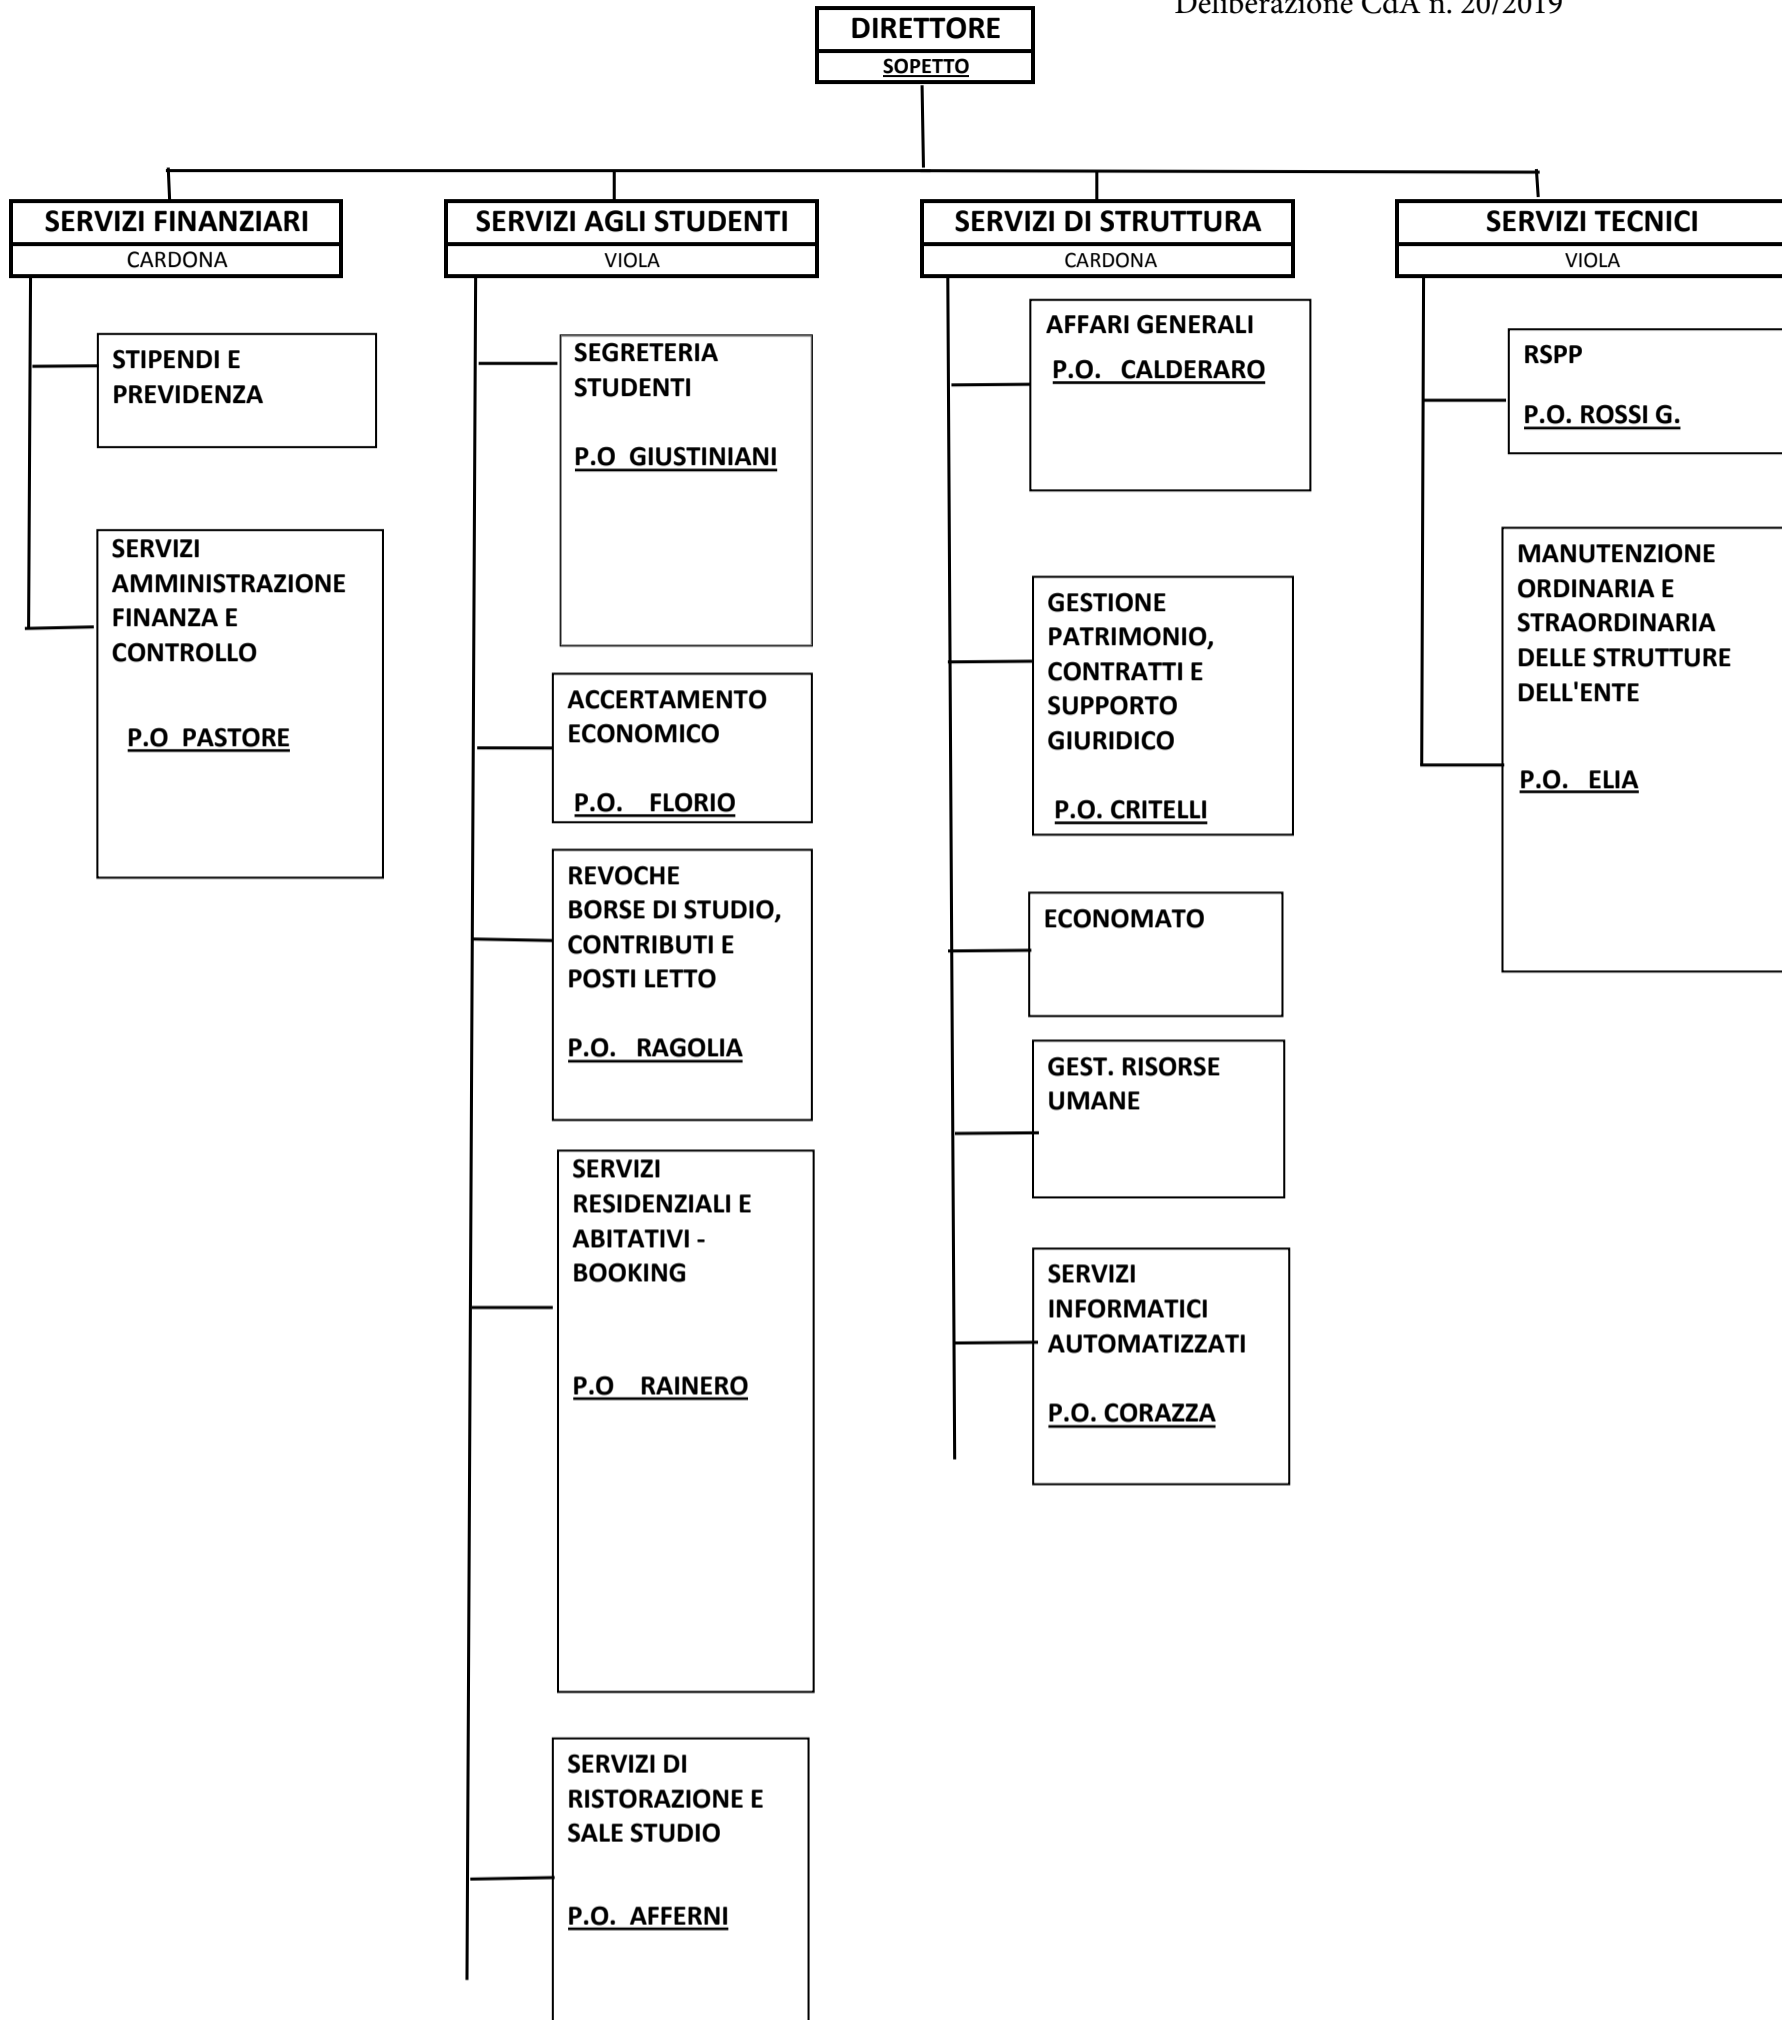 Deliberazione CdA n. 20/2019
DIRETTORE
SOPETTO
SERVIZI FINANZIARI
CARDONA
STIPENDI E
PREVIDENZA
SERVIZI
AMMINISTRAZIONE
FINANZA E
CONTROLLO
P.O PASTORE
SERVIZI AGLI STUDENTI
VIOLA
SEGRETERIA
STUDENTI
P.O GIUSTINIANI
ACCERTAMENTO
ECONOMICO
P.O. FLORIO
REVOCHE
BORSE DI STUDIO,
CONTRIBUTI E
POSTI LETTO
P.O. RAGOLIA
SERVIZI
RESIDENZIALI E
ABITATIVI -
BOOKING
P.O RAINERO
SERVIZI DI
RISTORAZIONE E
SALE STUDIO
P.O. AFFERNI
SERVIZI DI STRUTTURA
CARDONA
AFFARI GENERALI
P.O. CALDERARO
GESTIONE
PATRIMONIO,
CONTRATTI E
SUPPORTO
GIURIDICO
P.O. CRITELLI
ECONOMATO
GEST. RISORSE
UMANE
SERVIZI
INFORMATICI
AUTOMATIZZATI
P.O. CORAZZA
SERVIZI TECNICI
VIOLA
RSPP
P.O. ROSSI G.
MANUTENZIONE
ORDINARIA E
STRAORDINARIA
DELLE STRUTTURE
DELL'ENTE
P.O. ELIA